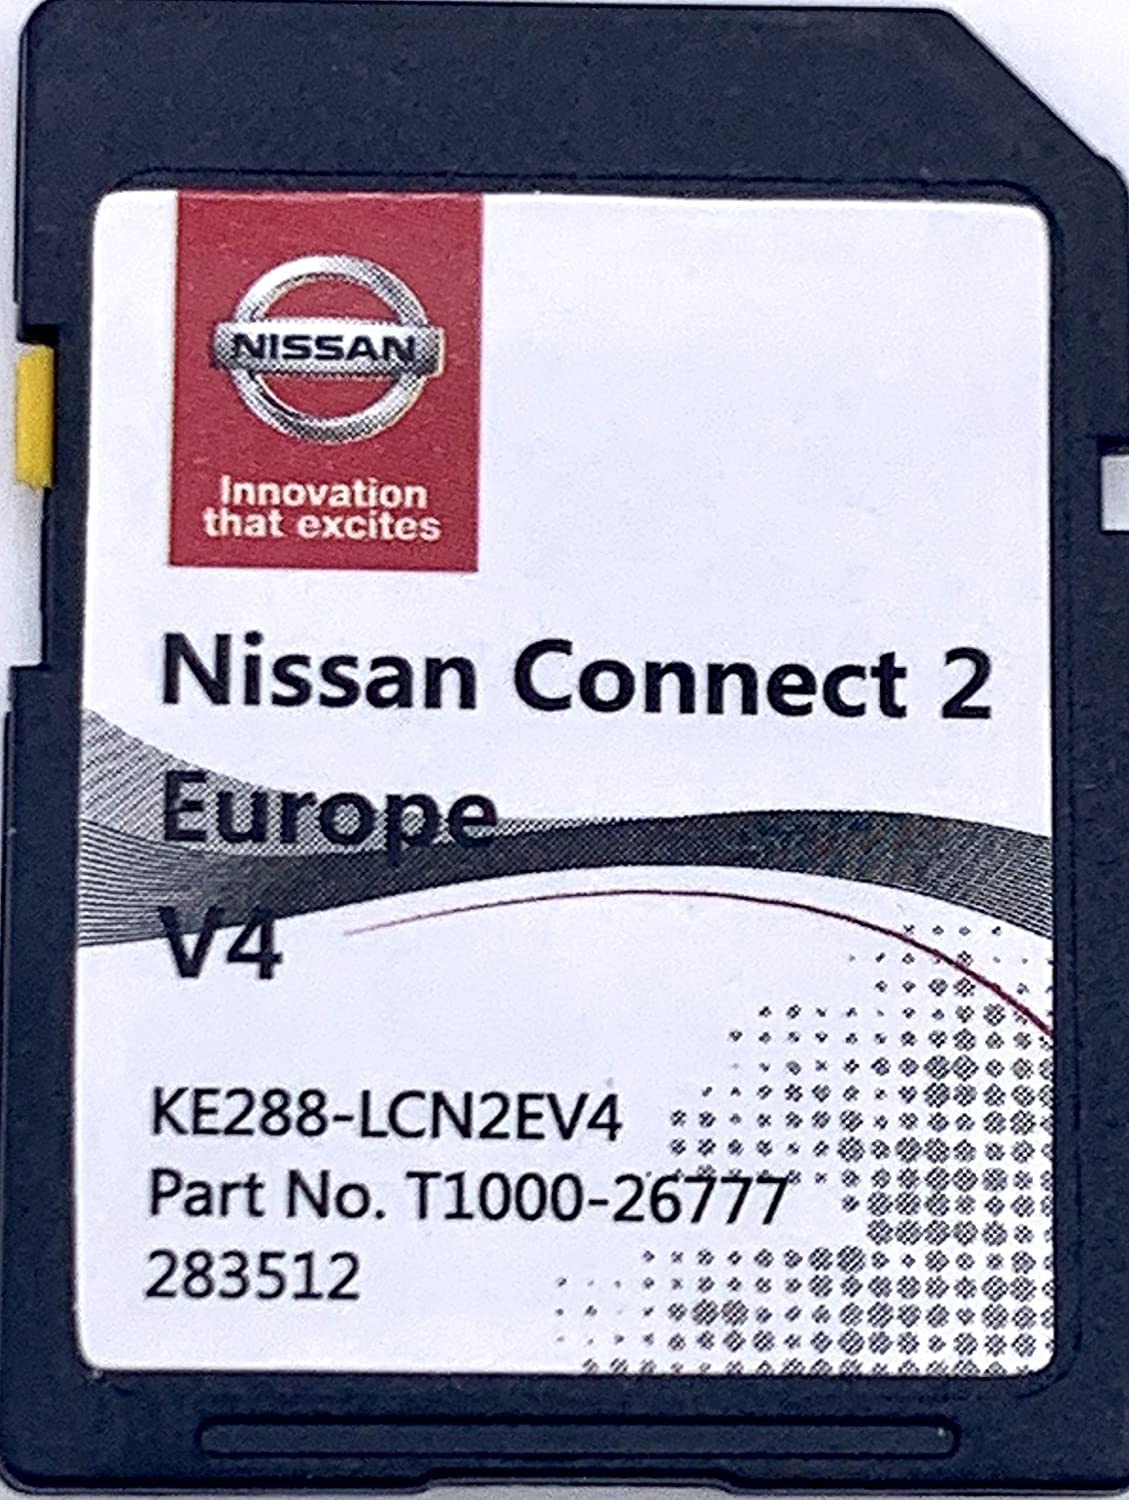 NISSAN
Innovation
that excites
Nissan Connect 2
Europe
V4
KE288-LCN2EV4
Part No. T1000-26777
283512